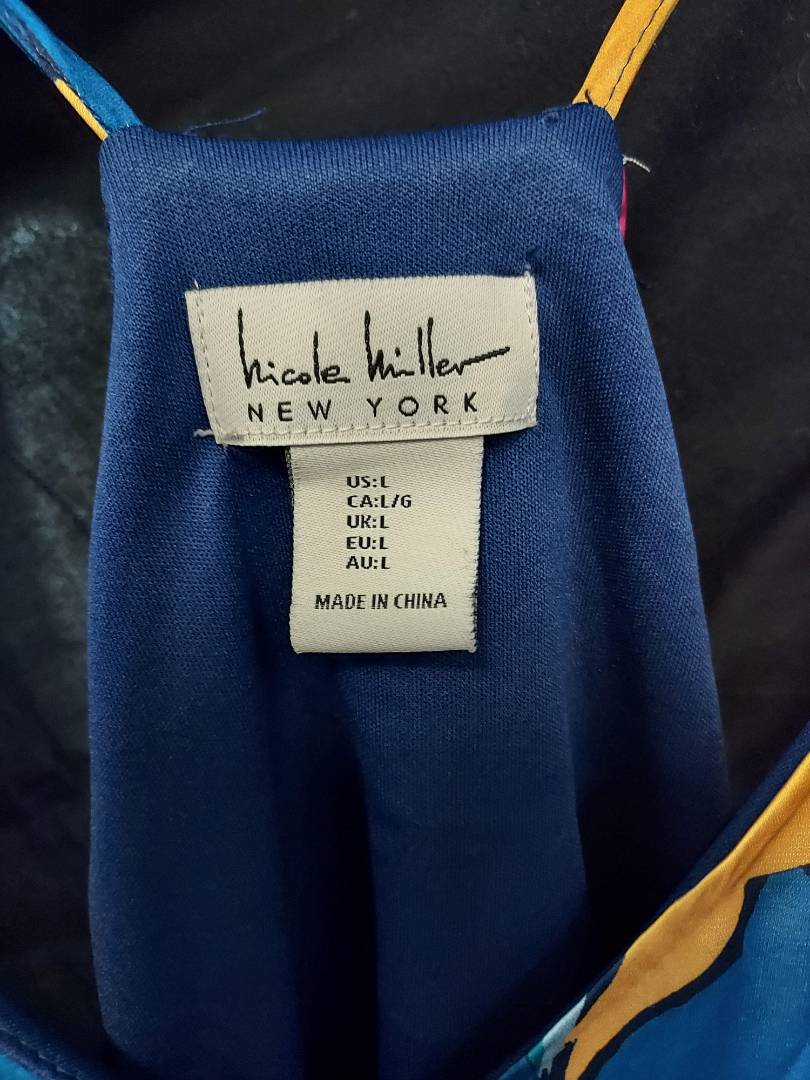 Nicole Miller
NEW YORK
US:L
CA:L/G
UK:L
EU:L
AU:L
MADE IN CHINA